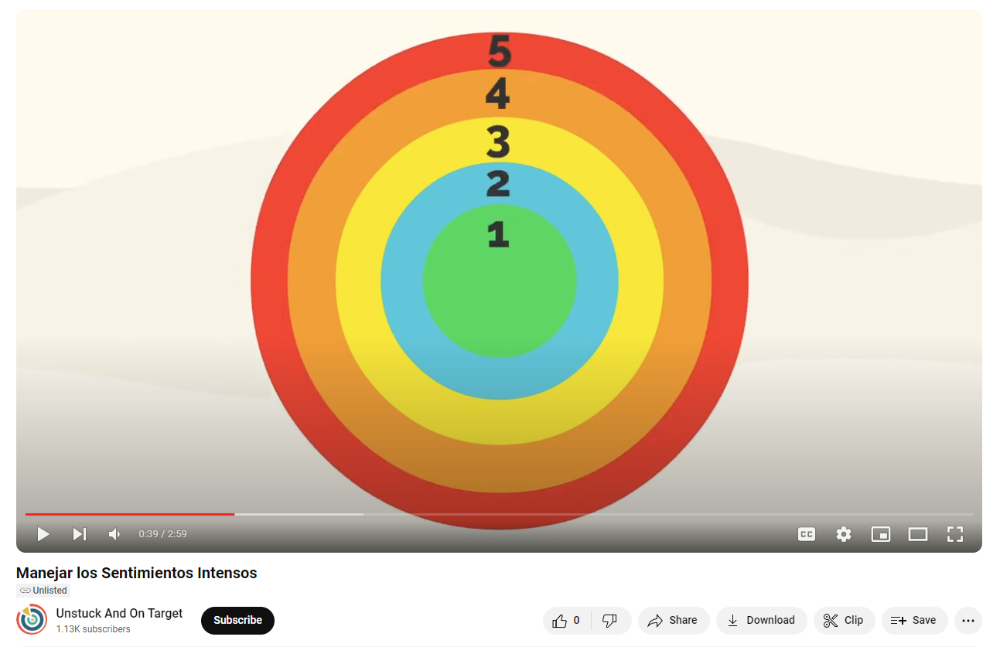 5
4
3
2
1
0:39 / 2:59
CC
Manejar los Sentimientos Intensos
Unlisted
Unstuck And On Target
1.13K subscribers
Subscribe
0
Share
Download
Clip
Save